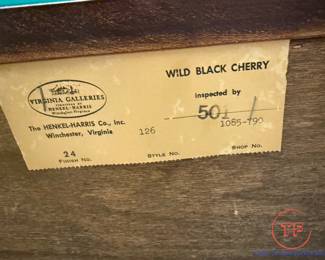 VIRGINIA GALLERIES
HENKEL-HARRIS
WILD BLACK CHERRY
inspected by
501
The HENKEL-HARRIS Co., Inc.
Winchester, Virginia
126
1055-790
24
FINISH NO.
STYLE NO.
SHOP NO.